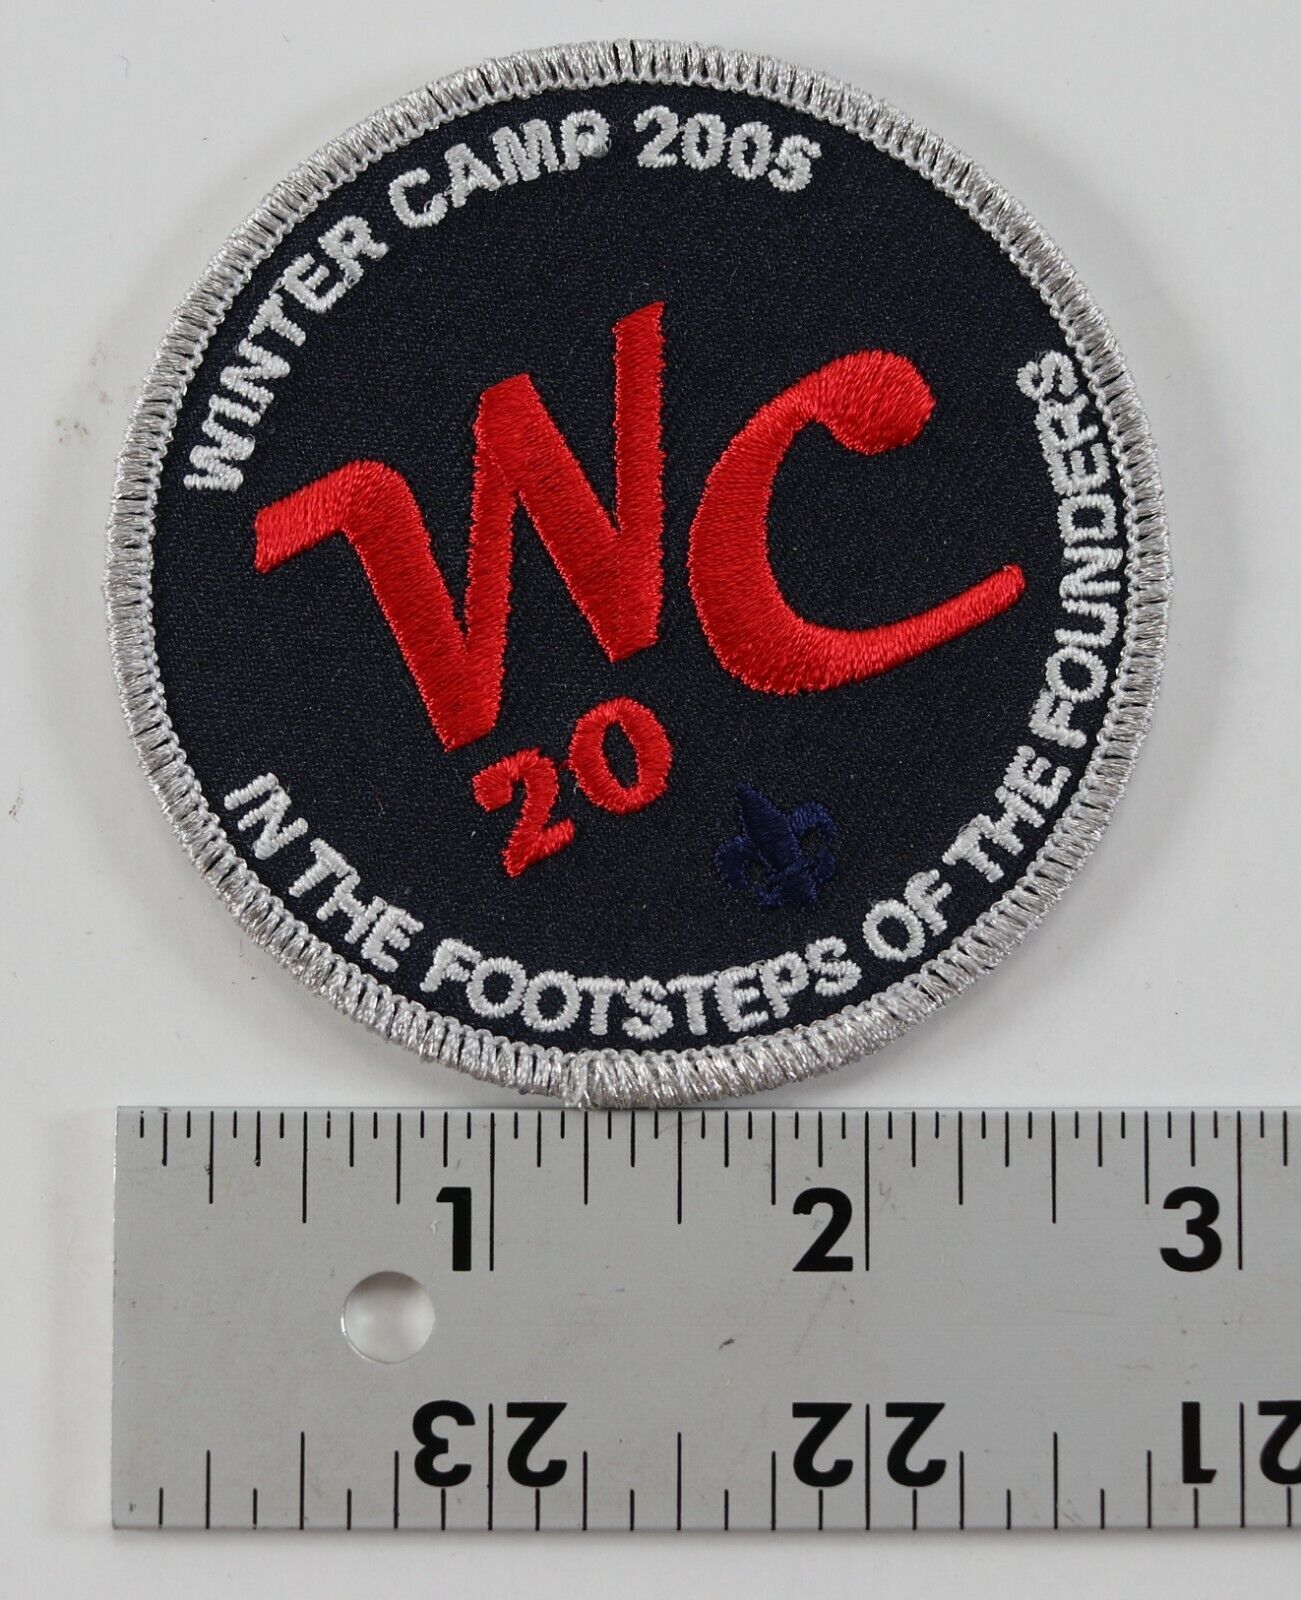 WINTER CAMP 2005
WC
20
IN THE FOOTSTEPS OF THE FOUNDERS
1 2 3
23 22 21